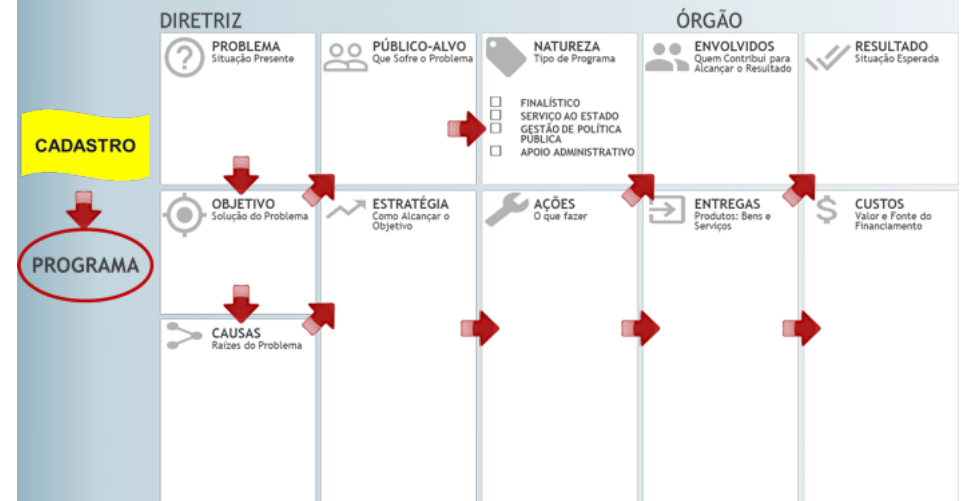 DIRETRIZ
ÓRGÃO
PROBLEMA
Situação Presente
PÚBLICO-ALVO
Que Sofre o Problema
NATUREZA
Tipo de Programa
FINALÍSTICO
SERVIÇO AO ESTADO
GESTÃO DE POLÍTICA
PÚBLICA
APOIO ADMINISTRATIVO
ENVOLVIDOS
Quem Contribui para
Alcançar o Resultado
RESULTADO
Situação Esperada
CADASTRO
PROGRAMA
OBJETIVO
Solução do Problema
ESTRATÉGIA
Como Alcançar o
Objetivo
AÇÕES
O que fazer
ENTREGAS
Produtos: Bens e
Serviços
$
CUSTOS
Valor e Fonte do
Financiamento
CAUSAS
Raízes do Problema